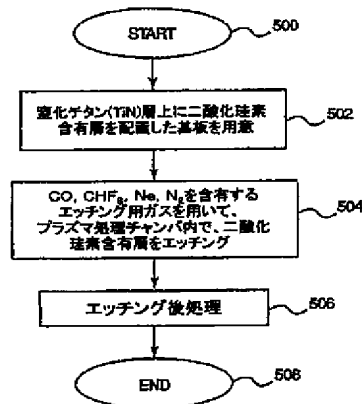 START
500
窒化チタン(TiN)層上に二酸化珪素
含有層を配置した基板を用意
502
CO, CHF₃, Ne, N₂を含有する
エッチング用ガスを用いて、
プラズマ処理チャンバ内で、二酸化
珪素含有層をエッチング
504
エッチング後処理
506
END
508